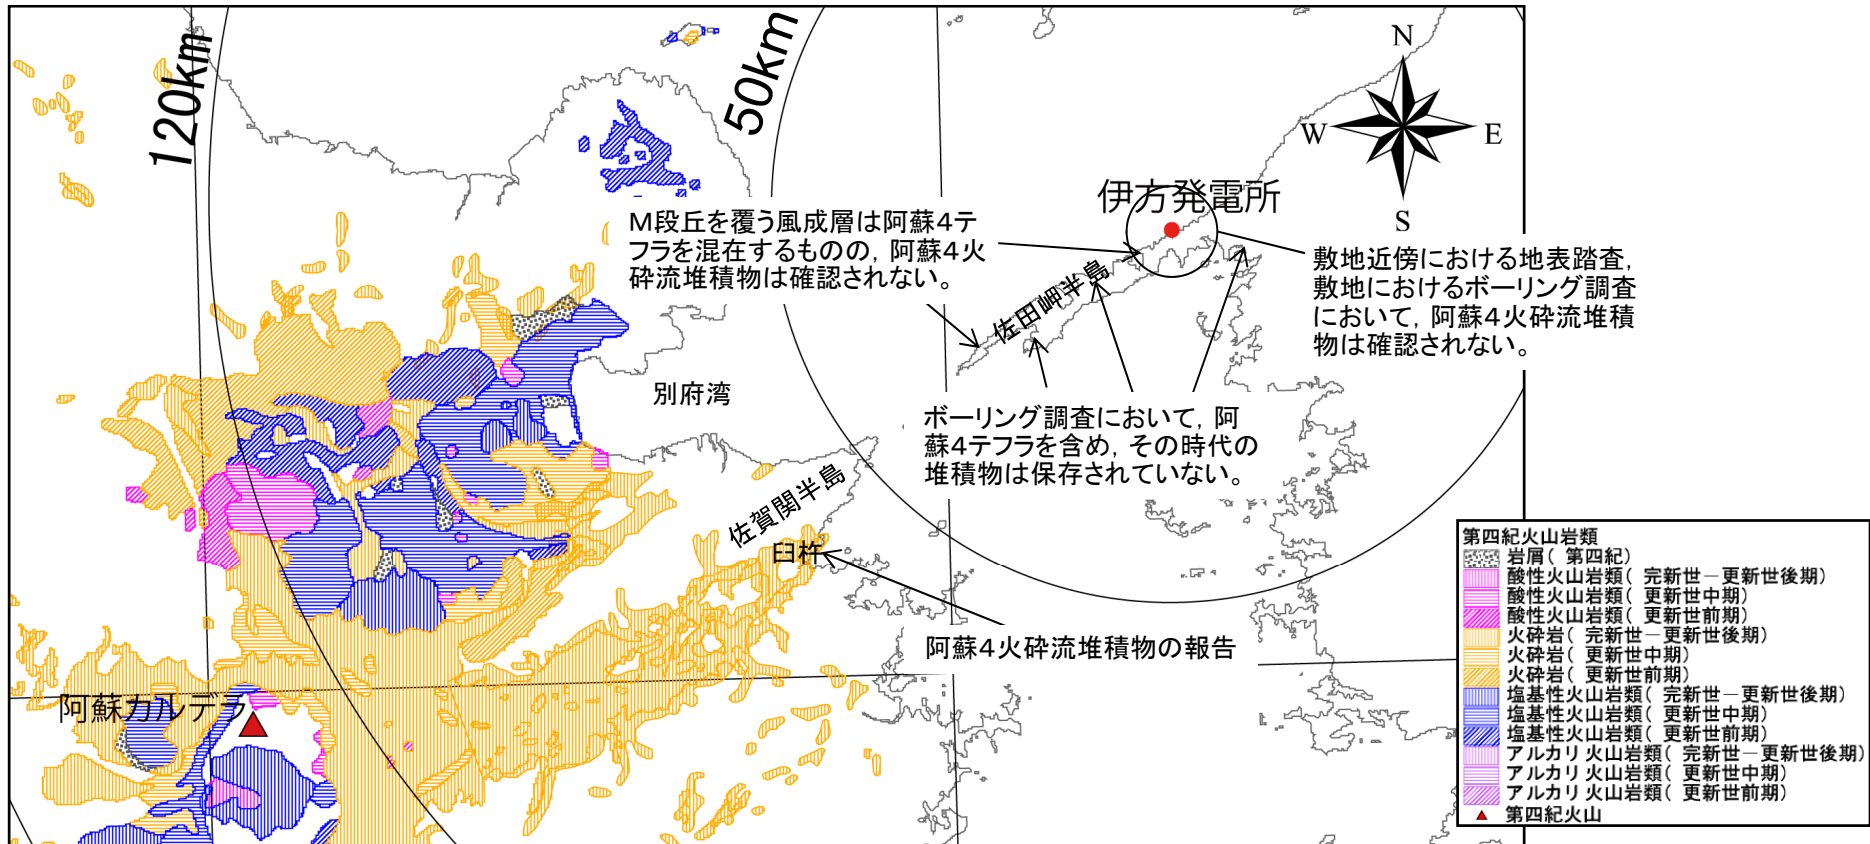 120km
50km
N
W
E
S
伊方発電所
M段丘を覆う風成層は阿蘇4テ
フラを混在するものの，阿蘇4火
砕流堆積物は確認されない。
敷地近傍における地表踏査，
敷地におけるボーリング調査
において，阿蘇4火砕流堆積
物は確認されない。
佐田岬半島
別府湾
ボーリング調査において，阿
蘇4テフラを含め，その時代の
堆積物は保存されていない。
佐賀関半島
臼杵
阿蘇4火砕流堆積物の報告
阿蘇カルデラ
第四紀火山岩類
岩屑（第四紀）
酸性火山岩類（完新世－更新世後期）
酸性火山岩類（更新世中期）
酸性火山岩類（更新世前期）
火砕岩（完新世－更新世後期）
火砕岩（更新世中期）
火砕岩（更新世前期）
塩基性火山岩類（完新世－更新世後期）
塩基性火山岩類（更新世中期）
塩基性火山岩類（更新世前期）
アルカリ火山岩類（完新世－更新世後期）
アルカリ火山岩類（更新世中期）
アルカリ火山岩類（更新世前期）
第四紀火山